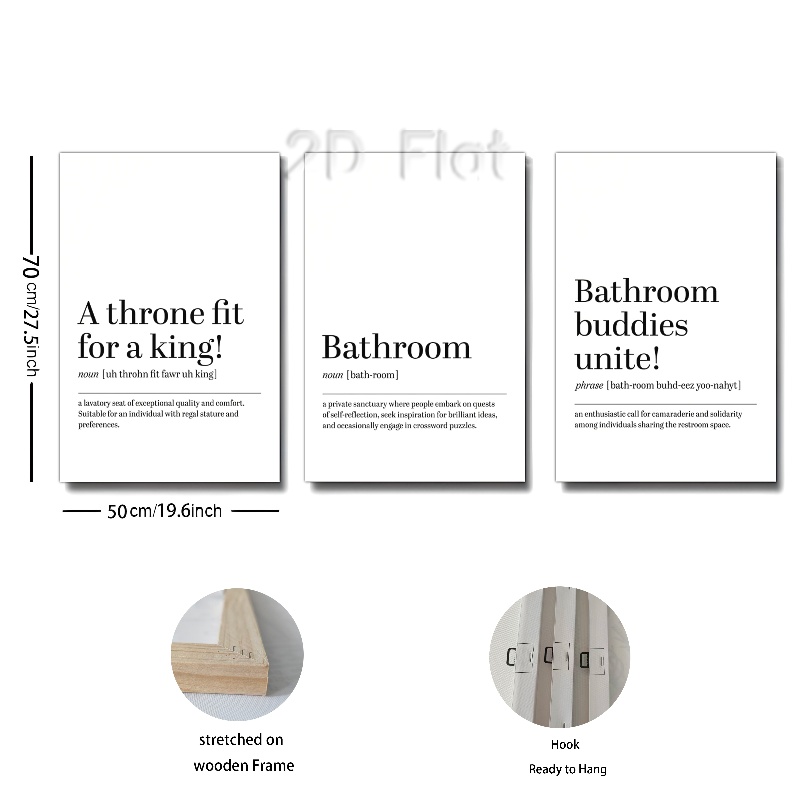 2D Flat
70 cm/27.5inch
A throne fit
for a king!
noun [uh throhn fit fawr uh king]
a lavatory seat of exceptional quality and comfort.
Suitable for an individual with regal stature and
preferences.
Bathroom
noun [bath-room]
a private sanctuary where people embark on quests
of self-reflection, seek inspiration for brilliant ideas,
and occasionally engage in crossword puzzles.
Bathroom
buddies
unite!
phrase [bath-room buhd-eez yoo-nahyt]
an enthusiastic call for camaraderie and solidarity
among individuals sharing the restroom space.
50cm/19.6inch
stretched on
wooden Frame
Hook
Ready to Hang